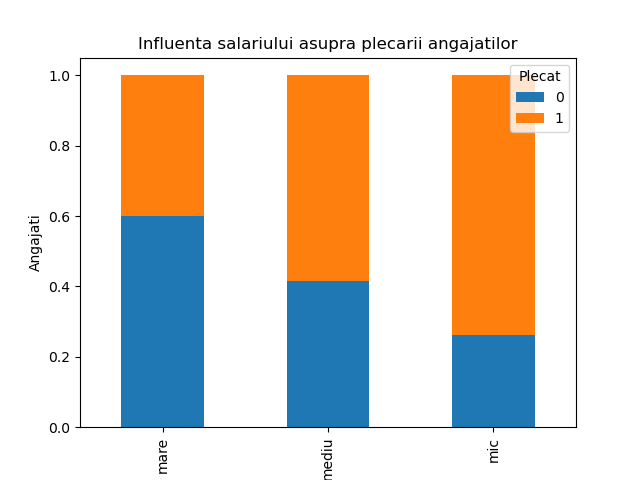 Influenta salariului asupra plecarii angajatilor
Plecat
0
1
Angajati
1.0
0.8
0.6
0.4
0.2
0.0
mare
mediu
mic